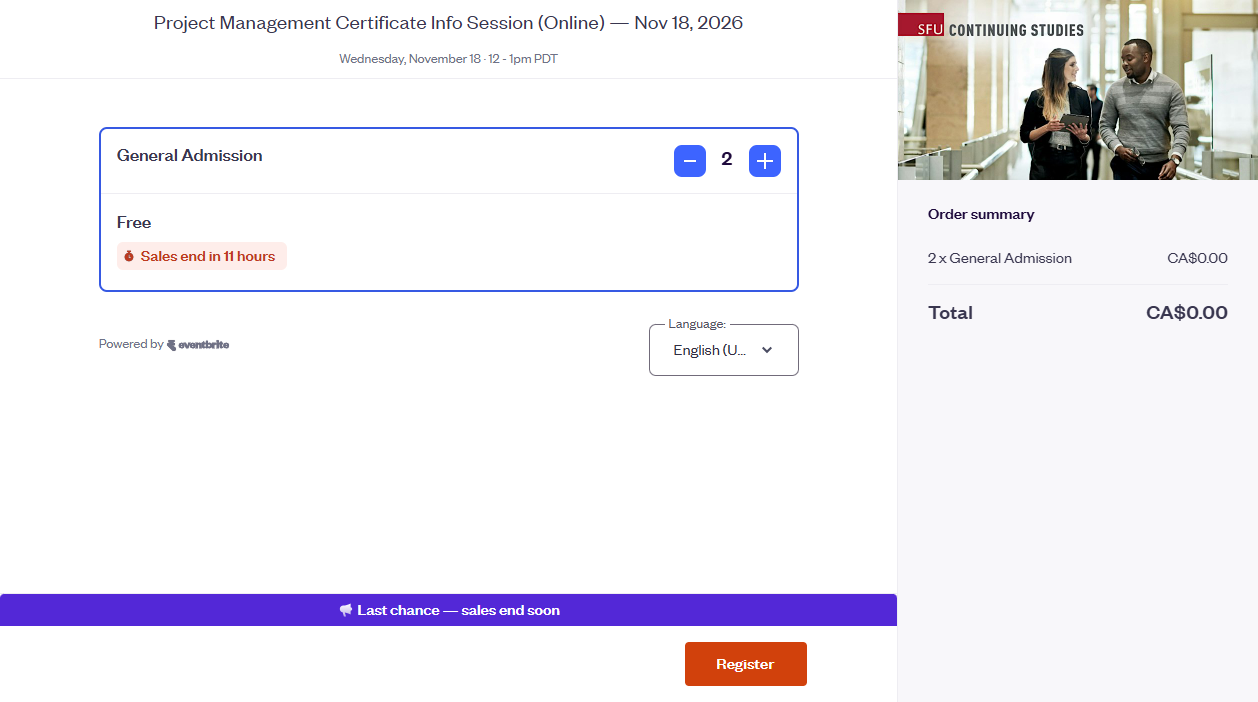 Project Management Certificate Info Session (Online) — Nov 18, 2026
Wednesday, November 18 · 12 - 1pm PDT
General Admission
2
Free
Sales end in 11 hours
Powered by eventbrite
Language:
English (U...
Last chance — sales end soon
Register
SFU CONTINUING STUDIES
Order summary
2 x General Admission CA$0.00
Total CA$0.00